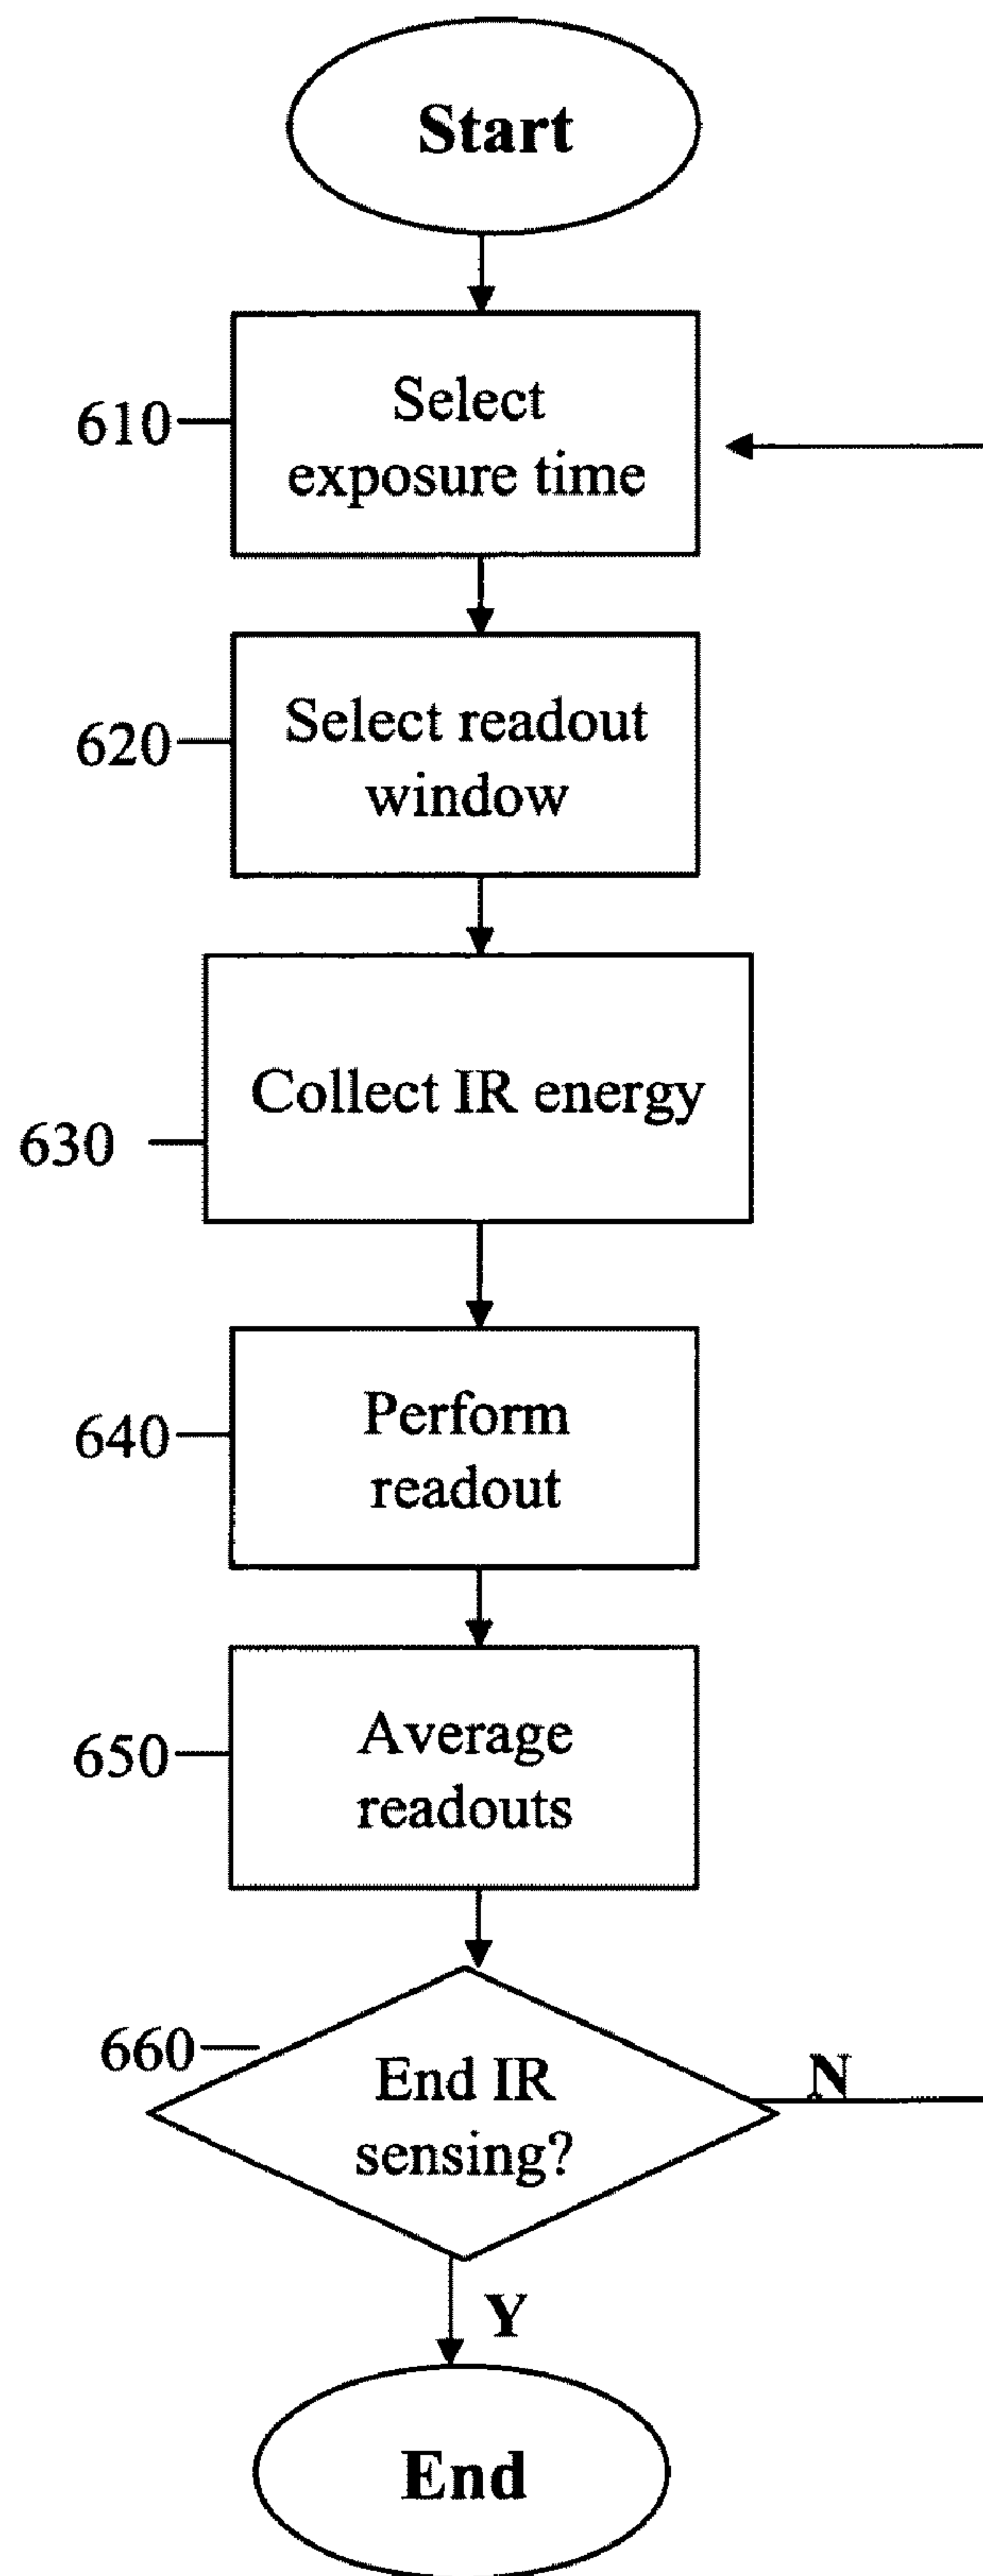 Start
610
Select
exposure time
620
Select readout
window
630
Collect IR energy
640
Perform
readout
650
Average
readouts
660
End IR
sensing?
N
Y
End